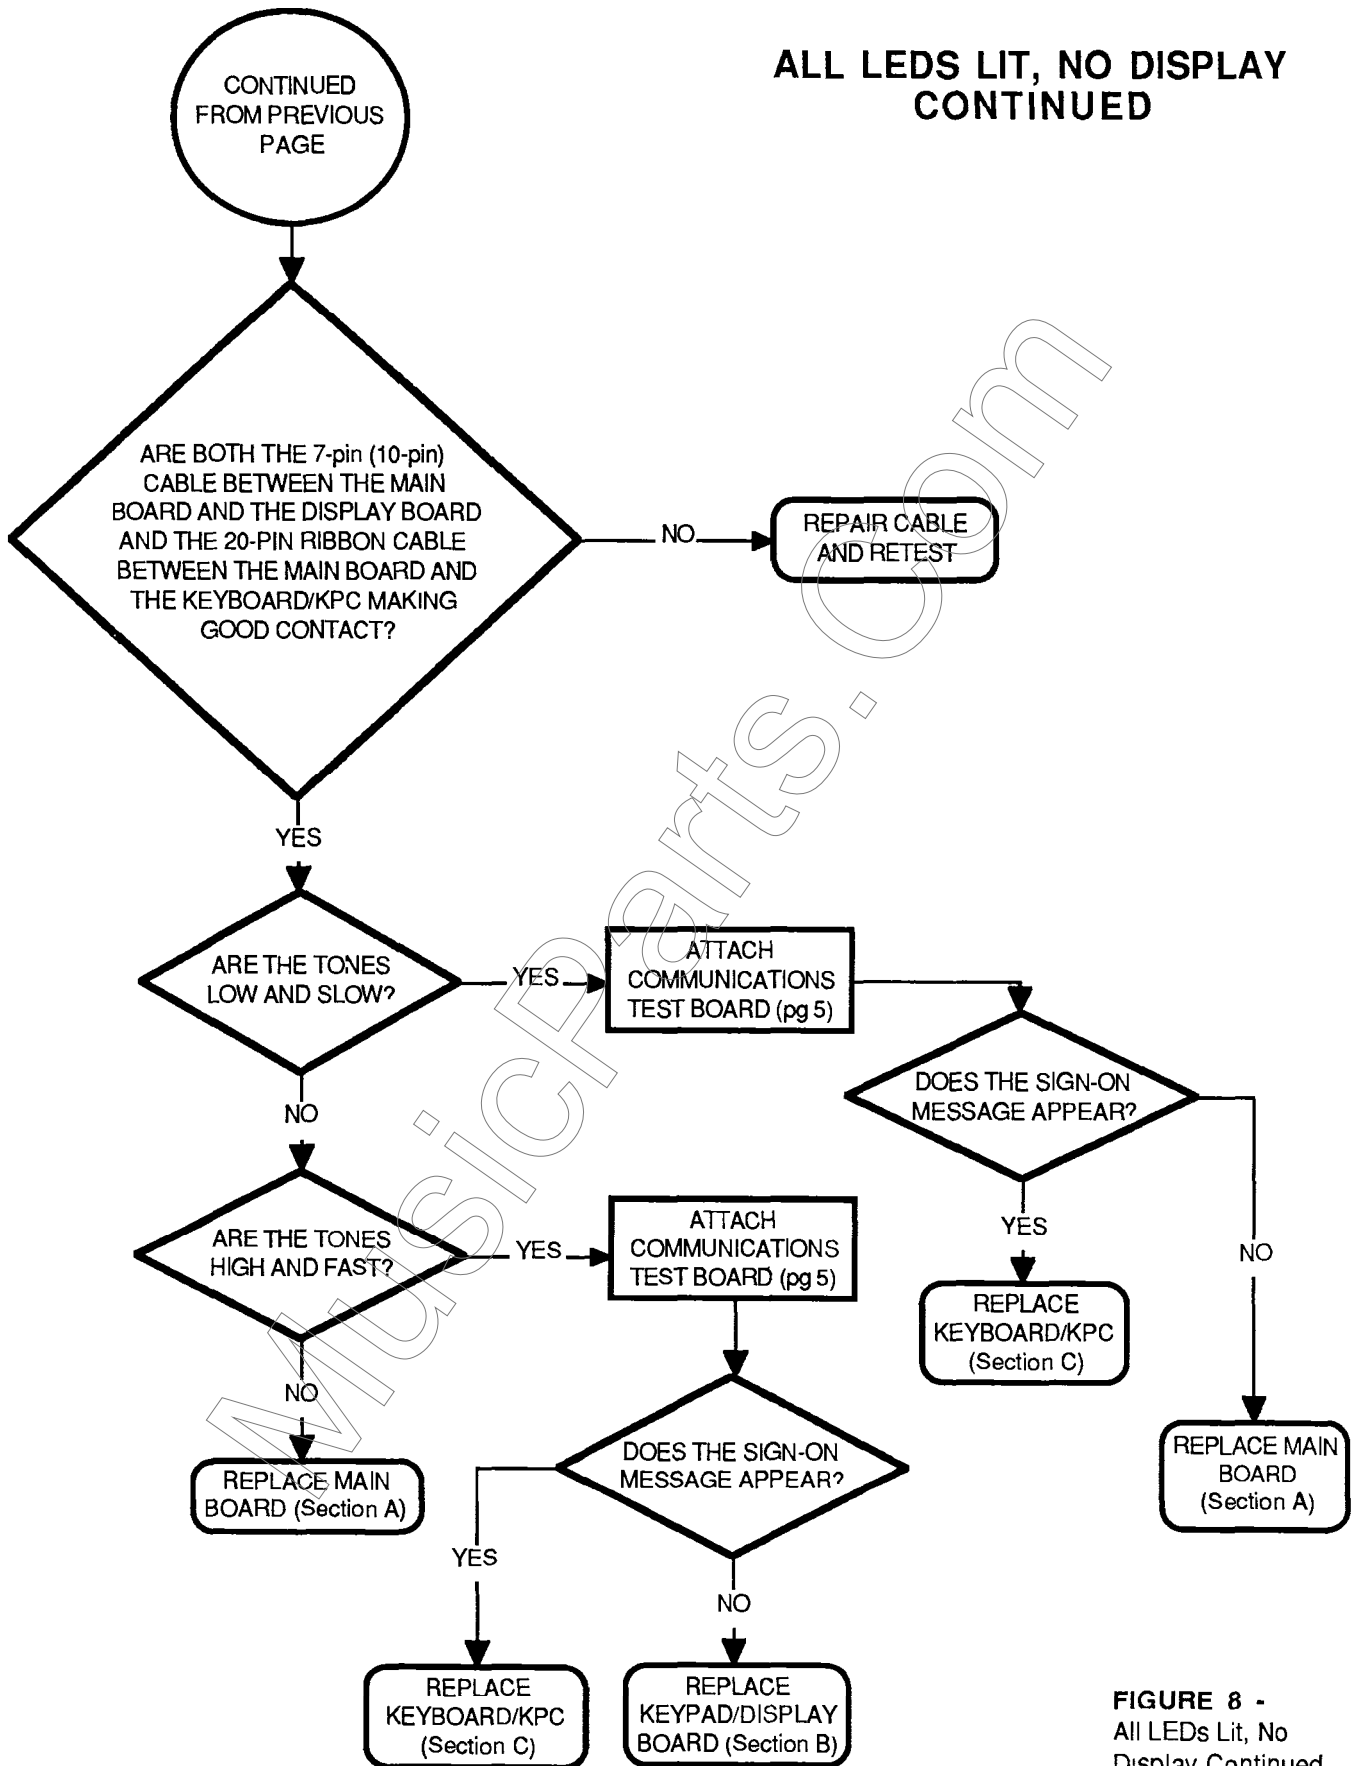 ALL LEDS LIT, NO DISPLAY
CONTINUED
CONTINUED
FROM PREVIOUS
PAGE
ARE BOTH THE 7-pin (10-pin)
CABLE BETWEEN THE MAIN
BOARD AND THE DISPLAY BOARD
AND THE 20-PIN RIBBON CABLE
BETWEEN THE MAIN BOARD AND
THE KEYBOARD/KPC MAKING
GOOD CONTACT?
NO
REPAIR CABLE
AND RETEST
YES
ARE THE TONES
LOW AND SLOW?
YES
ATTACH
COMMUNICATIONS
TEST BOARD (pg 5)
DOES THE SIGN-ON
MESSAGE APPEAR?
NO
YES
NO
ARE THE TONES
HIGH AND FAST?
YES
ATTACH
COMMUNICATIONS
TEST BOARD (pg 5)
REPLACE
KEYBOARD/KPC
(Section C)
NO
REPLACE MAIN
BOARD (Section A)
DOES THE SIGN-ON
MESSAGE APPEAR?
REPLACE MAIN
BOARD
(Section A)
YES
NO
REPLACE
KEYBOARD/KPC
(Section C)
REPLACE
KEYPAD/DISPLAY
BOARD (Section B)
FIGURE 8 -
All LEDs Lit, No
Display Continued
MusicParts.Com